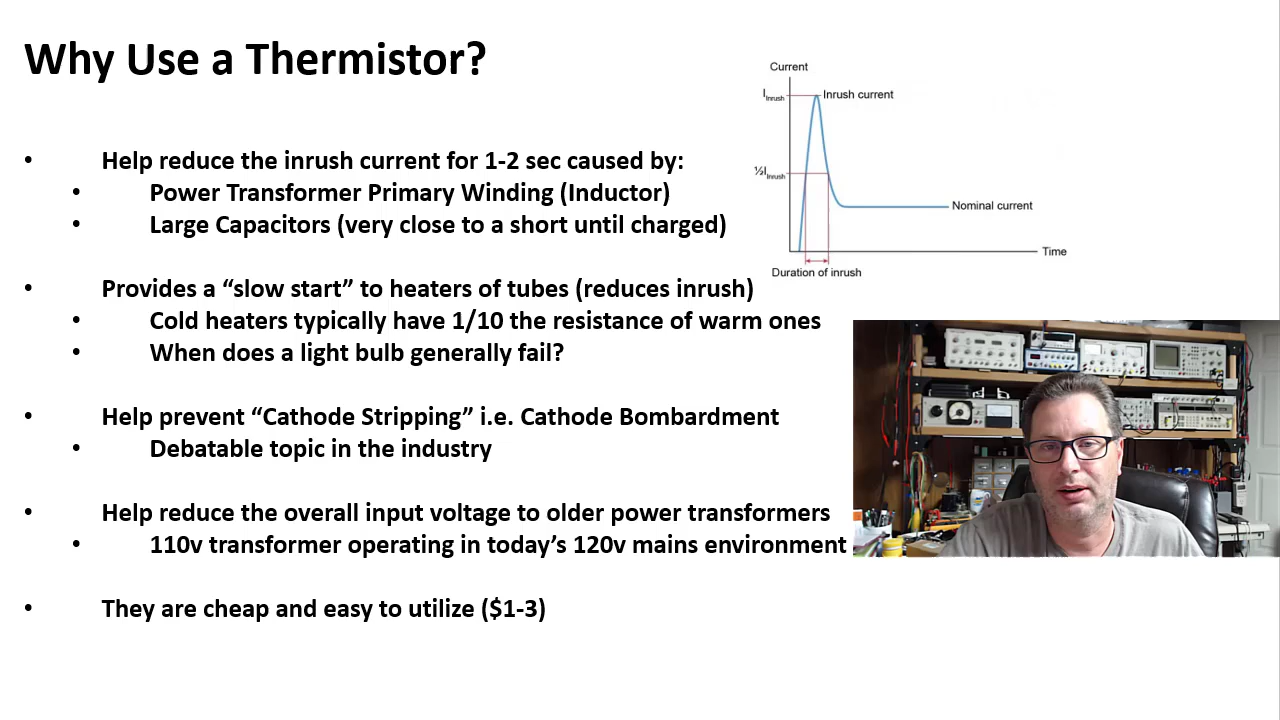 Why Use a Thermistor?
• Help reduce the inrush current for 1-2 sec caused by:
• Power Transformer Primary Winding (Inductor)
• Large Capacitors (very close to a short until charged)
• Provides a “slow start” to heaters of tubes (reduces inrush)
• Cold heaters typically have 1/10 the resistance of warm ones
• When does a light bulb generally fail?
• Help prevent “Cathode Stripping” i.e. Cathode Bombardment
• Debatable topic in the industry
• Help reduce the overall input voltage to older power transformers
• 110v transformer operating in today’s 120v mains environment
• They are cheap and easy to utilize ($1-3)
Current
IInrush
Inrush current
½IInrush
Nominal current
Time
Duration of inrush